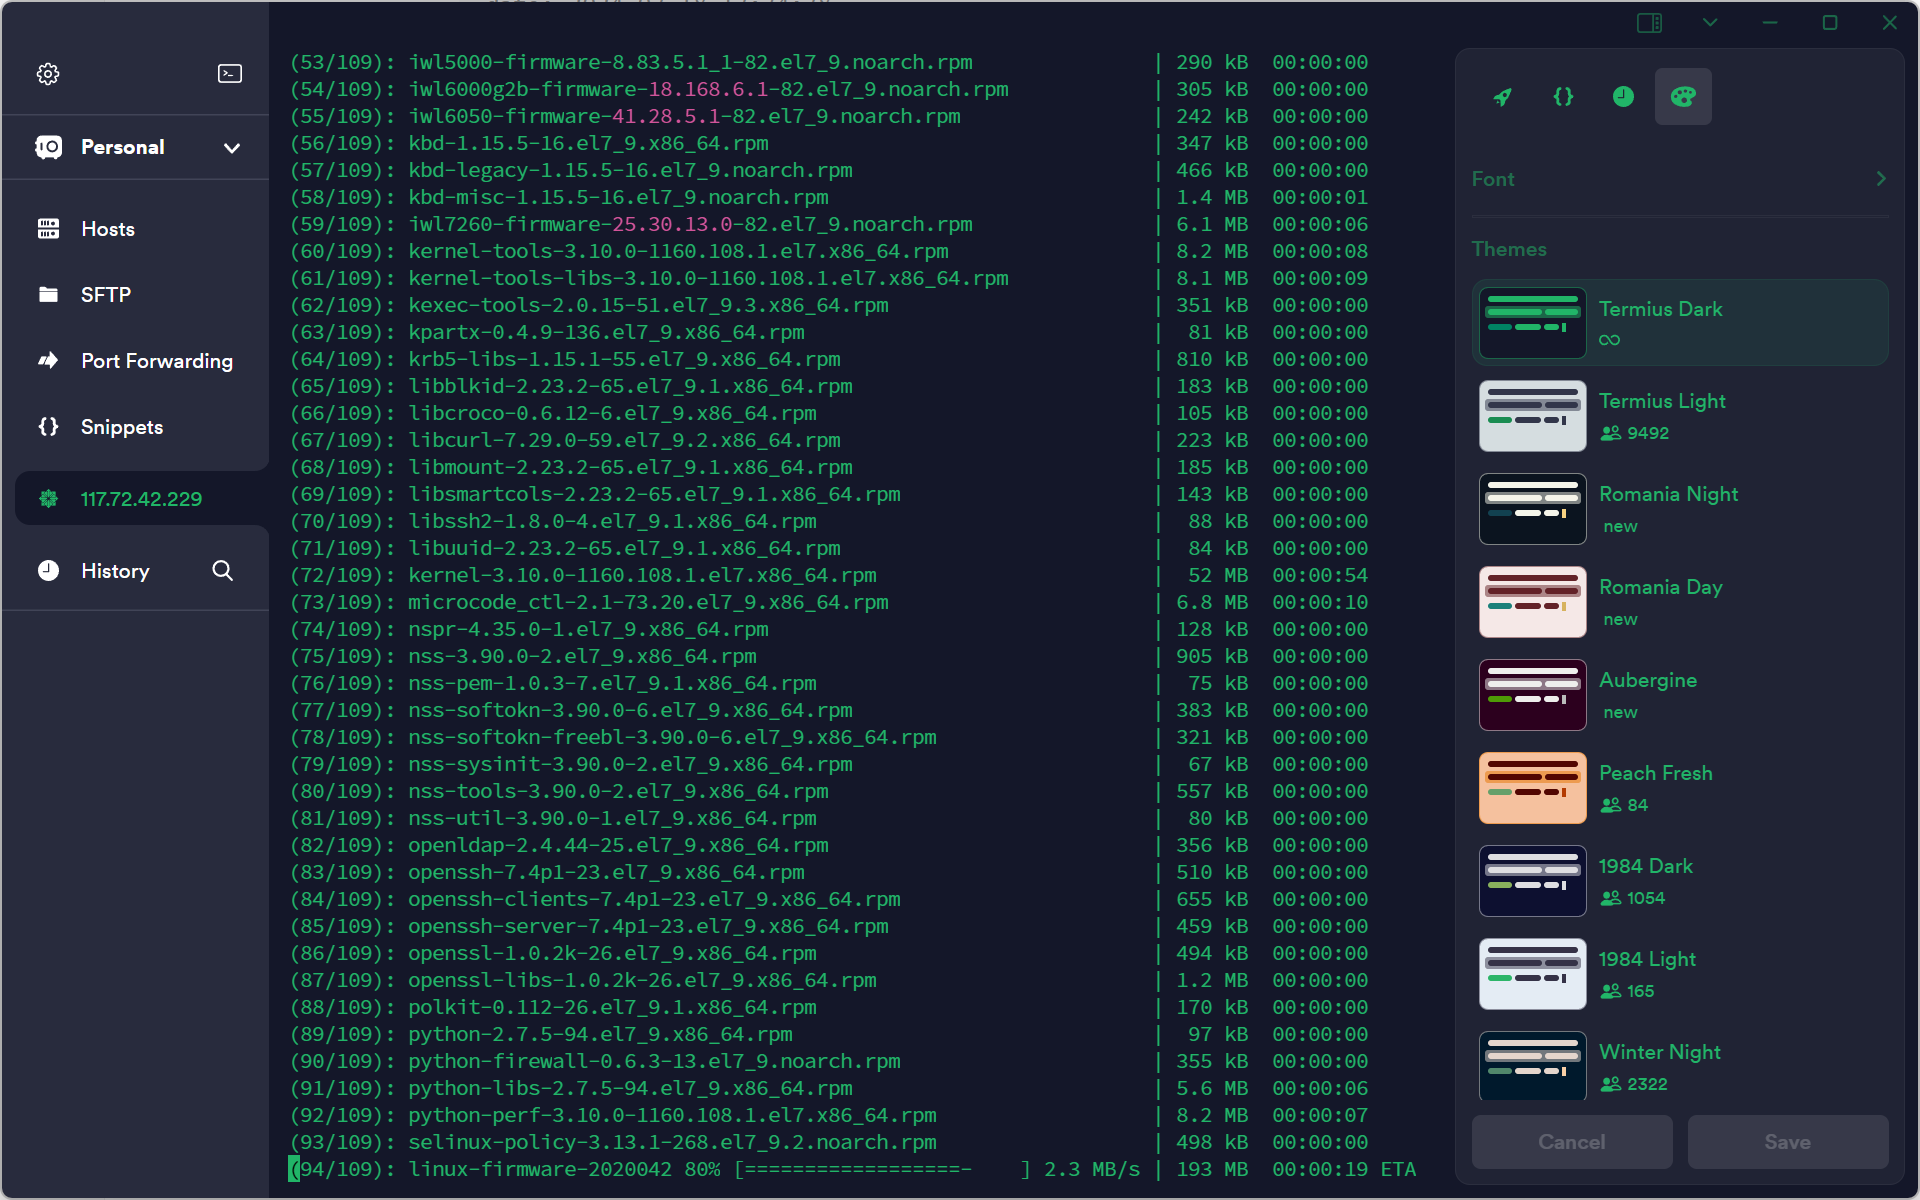 Personal
Hosts
SFTP
Port Forwarding
Snippets
117.72.42.229
History
(53/109): iwl5000-firmware-8.83.5.1_1-82.el7_9.noarch.rpm | 290 kB 00:00:00
(54/109): iwl6000g2b-firmware-18.168.6.1-82.el7_9.noarch.rpm | 305 kB 00:00:00
(55/109): iwl6050-firmware-41.28.5.1-82.el7_9.noarch.rpm | 242 kB 00:00:00
(56/109): kbd-1.15.5-16.el7_9.x86_64.rpm | 347 kB 00:00:00
(57/109): kbd-legacy-1.15.5-16.el7_9.noarch.rpm | 466 kB 00:00:00
(58/109): kbd-misc-1.15.5-16.el7_9.noarch.rpm | 1.4 MB 00:00:01
(59/109): iwl7260-firmware-25.30.13.0-82.el7_9.noarch.rpm | 6.1 MB 00:00:06
(60/109): kernel-tools-3.10.0-1160.108.1.el7.x86_64.rpm | 8.2 MB 00:00:08
(61/109): kernel-tools-libs-3.10.0-1160.108.1.el7.x86_64.rpm | 8.1 MB 00:00:09
(62/109): kexec-tools-2.0.15-51.el7_9.3.x86_64.rpm | 351 kB 00:00:00
(63/109): kpartx-0.4.9-136.el7_9.x86_64.rpm | 81 kB 00:00:00
(64/109): krb5-libs-1.15.1-55.el7_9.x86_64.rpm | 810 kB 00:00:00
(65/109): libblkid-2.23.2-65.el7_9.1.x86_64.rpm | 183 kB 00:00:00
(66/109): libcroco-0.6.12-6.el7_9.x86_64.rpm | 105 kB 00:00:00
(67/109): libcurl-7.29.0-59.el7_9.2.x86_64.rpm | 223 kB 00:00:00
(68/109): libmount-2.23.2-65.el7_9.1.x86_64.rpm | 185 kB 00:00:00
(69/109): libsmartcols-2.23.2-65.el7_9.1.x86_64.rpm | 143 kB 00:00:00
(70/109): libssh2-1.8.0-4.el7_9.1.x86_64.rpm | 88 kB 00:00:00
(71/109): libuuid-2.23.2-65.el7_9.1.x86_64.rpm | 84 kB 00:00:00
(72/109): kernel-3.10.0-1160.108.1.el7.x86_64.rpm | 52 MB 00:00:54
(73/109): microcode_ctl-2.1-73.20.el7_9.x86_64.rpm | 6.8 MB 00:00:10
(74/109): nspr-4.35.0-1.el7_9.x86_64.rpm | 128 kB 00:00:00
(75/109): nss-3.90.0-2.el7_9.x86_64.rpm | 905 kB 00:00:00
(76/109): nss-pem-1.0.3-7.el7_9.1.x86_64.rpm | 75 kB 00:00:00
(77/109): nss-softokn-3.90.0-6.el7_9.x86_64.rpm | 383 kB 00:00:00
(78/109): nss-softokn-freebl-3.90.0-6.el7_9.x86_64.rpm | 321 kB 00:00:00
(79/109): nss-sysinit-3.90.0-2.el7_9.x86_64.rpm | 67 kB 00:00:00
(80/109): nss-tools-3.90.0-2.el7_9.x86_64.rpm | 557 kB 00:00:00
(81/109): nss-util-3.90.0-1.el7_9.x86_64.rpm | 80 kB 00:00:00
(82/109): openldap-2.4.44-25.el7_9.x86_64.rpm | 356 kB 00:00:00
(83/109): openssh-7.4p1-23.el7_9.x86_64.rpm | 510 kB 00:00:00
(84/109): openssh-clients-7.4p1-23.el7_9.x86_64.rpm | 655 kB 00:00:00
(85/109): openssh-server-7.4p1-23.el7_9.x86_64.rpm | 459 kB 00:00:00
(86/109): openssl-1.0.2k-26.el7_9.x86_64.rpm | 494 kB 00:00:00
(87/109): openssl-libs-1.0.2k-26.el7_9.x86_64.rpm | 1.2 MB 00:00:00
(88/109): polkit-0.112-26.el7_9.1.x86_64.rpm | 170 kB 00:00:00
(89/109): python-2.7.5-94.el7_9.x86_64.rpm | 97 kB 00:00:00
(90/109): python-firewall-0.6.3-13.el7_9.noarch.rpm | 355 kB 00:00:00
(91/109): python-libs-2.7.5-94.el7_9.x86_64.rpm | 5.6 MB 00:00:06
(92/109): python-perf-3.10.0-1160.108.1.el7.x86_64.rpm | 8.2 MB 00:00:07
(93/109): selinux-policy-3.13.1-268.el7_9.2.noarch.rpm | 498 kB 00:00:00
(94/109): linux-firmware-2020042 80% [==================- ] 2.3 MB/s | 193 MB 00:00:19 ETA
Font
Themes
Termius Dark
∞
Termius Light
9492
Romania Night
new
Romania Day
new
Aubergine
new
Peach Fresh
84
1984 Dark
1054
1984 Light
165
Winter Night
2322
Cancel
Save